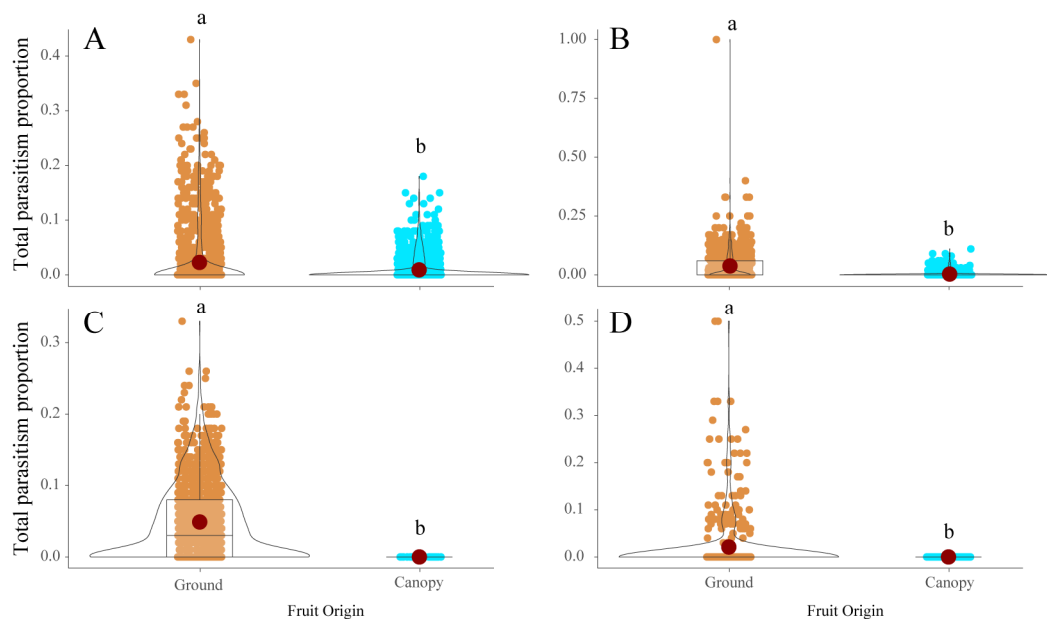 A
a
b
Total parasitism proportion
0.4
0.3
0.2
0.1
0.0
B
a
b
1.00
0.75
0.50
0.25
0.00
C
a
b
Total parasitism proportion
0.3
0.2
0.1
0.0
Ground
Canopy
Fruit Origin
D
a
b
0.5
0.4
0.3
0.2
0.1
0.0
Ground
Canopy
Fruit Origin